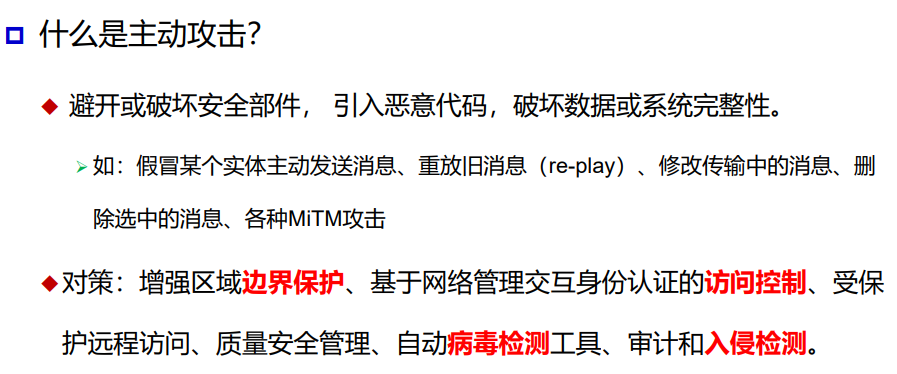 什么是主动攻击？
避开或破坏安全部件， 引入恶意代码，破坏数据或系统完整性。
如：假冒某个实体主动发送消息、重放旧消息（re-play）、修改传输中的消息、删
除选中的消息、各种MiTM攻击
对策：增强区域边界保护、基于网络管理交互身份认证的访问控制、受保
护远程访问、质量安全管理、自动病毒检测工具、审计和入侵检测。